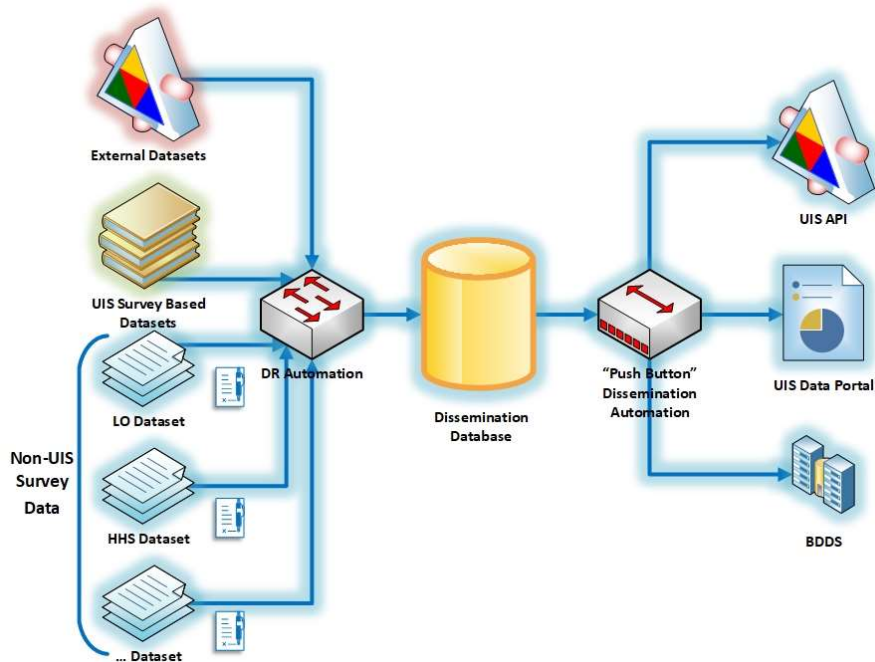 External Datasets
UIS Survey Based
Datasets
Non-UIS
Survey
Data
LO Dataset
HHS Dataset
... Dataset
DR Automation
Dissemination
Database
“Push Button”
Dissemination
Automation
UIS API
UIS Data Portal
BDDS